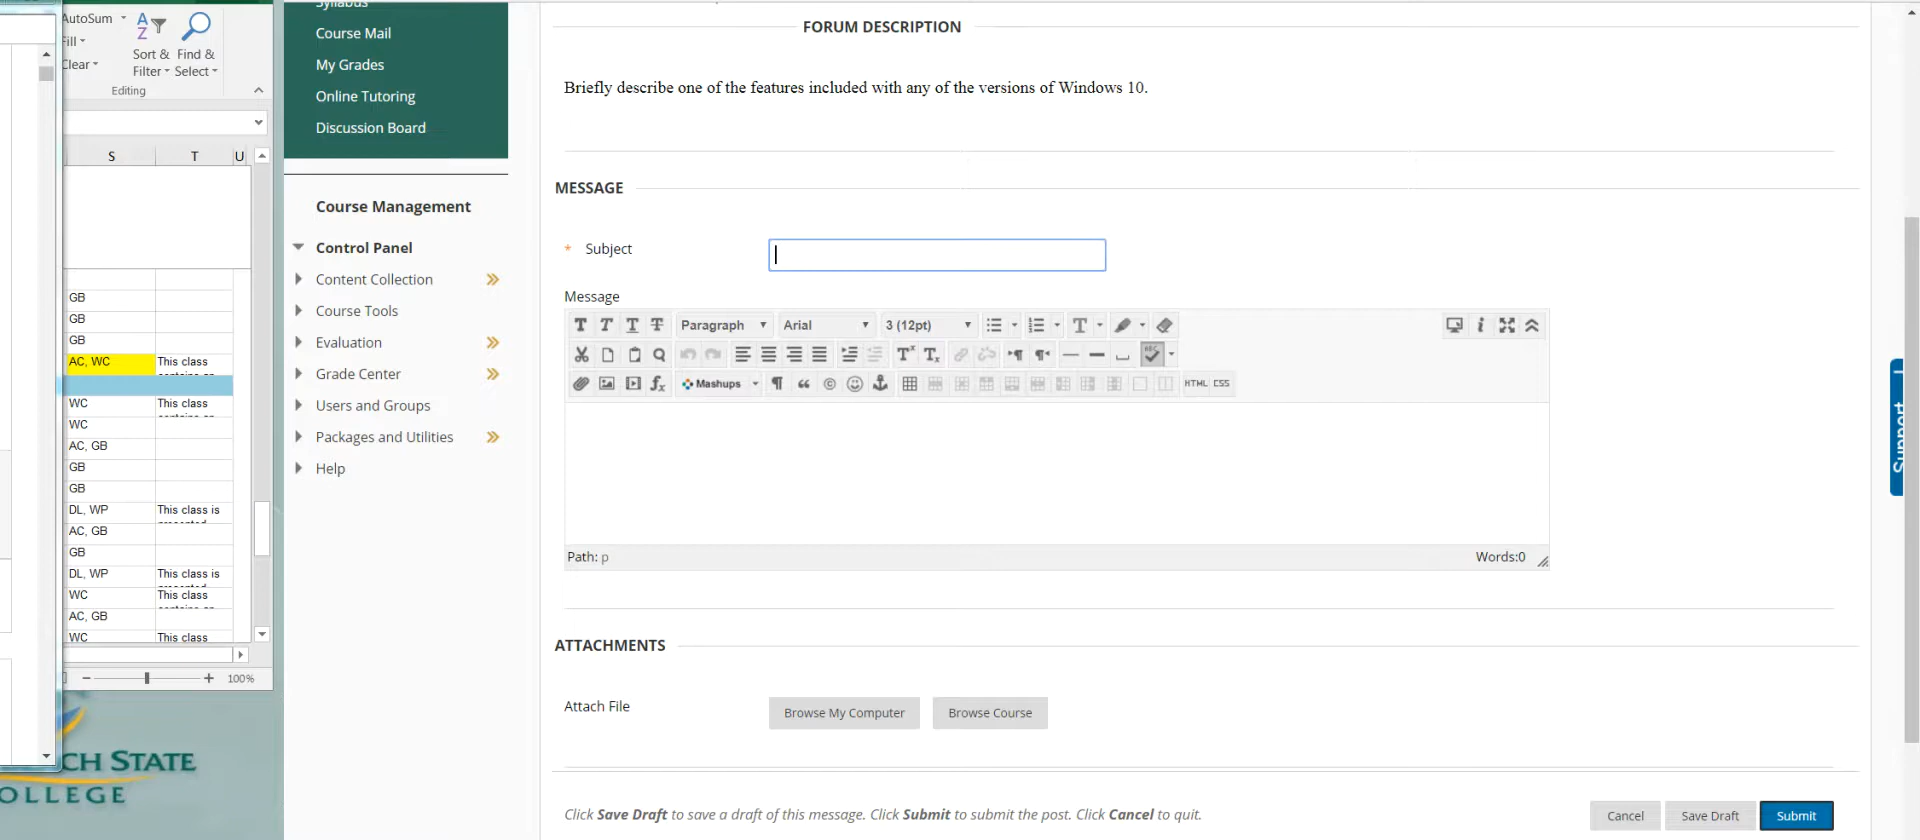 AutoSum
Fill
Clear
Sort & Filter
Find & Select
Editing
S T U
GB
GB
GB
AC, WC This class
WC This class
WC
AC, GB
GB
GB
DL, WP This class is
AC, GB
GB
DL, WP This class is
WC This class
AC, GB
WC This class
100%
CH STATE
OLLEGE
Syllabus
Course Mail
My Grades
Online Tutoring
Discussion Board
Course Management
Control Panel
Content Collection
Course Tools
Evaluation
Grade Center
Users and Groups
Packages and Utilities
Help
FORUM DESCRIPTION
Briefly describe one of the features included with any of the versions of Windows 10.
MESSAGE
* Subject
Message
Paragraph Arial 3 (12pt)
Mashups HTML CSS
Path: p Words:0
ATTACHMENTS
Attach File Browse My Computer Browse Course
Click Save Draft to save a draft of this message. Click Submit to submit the post. Click Cancel to quit.
Cancel Save Draft Submit
Support